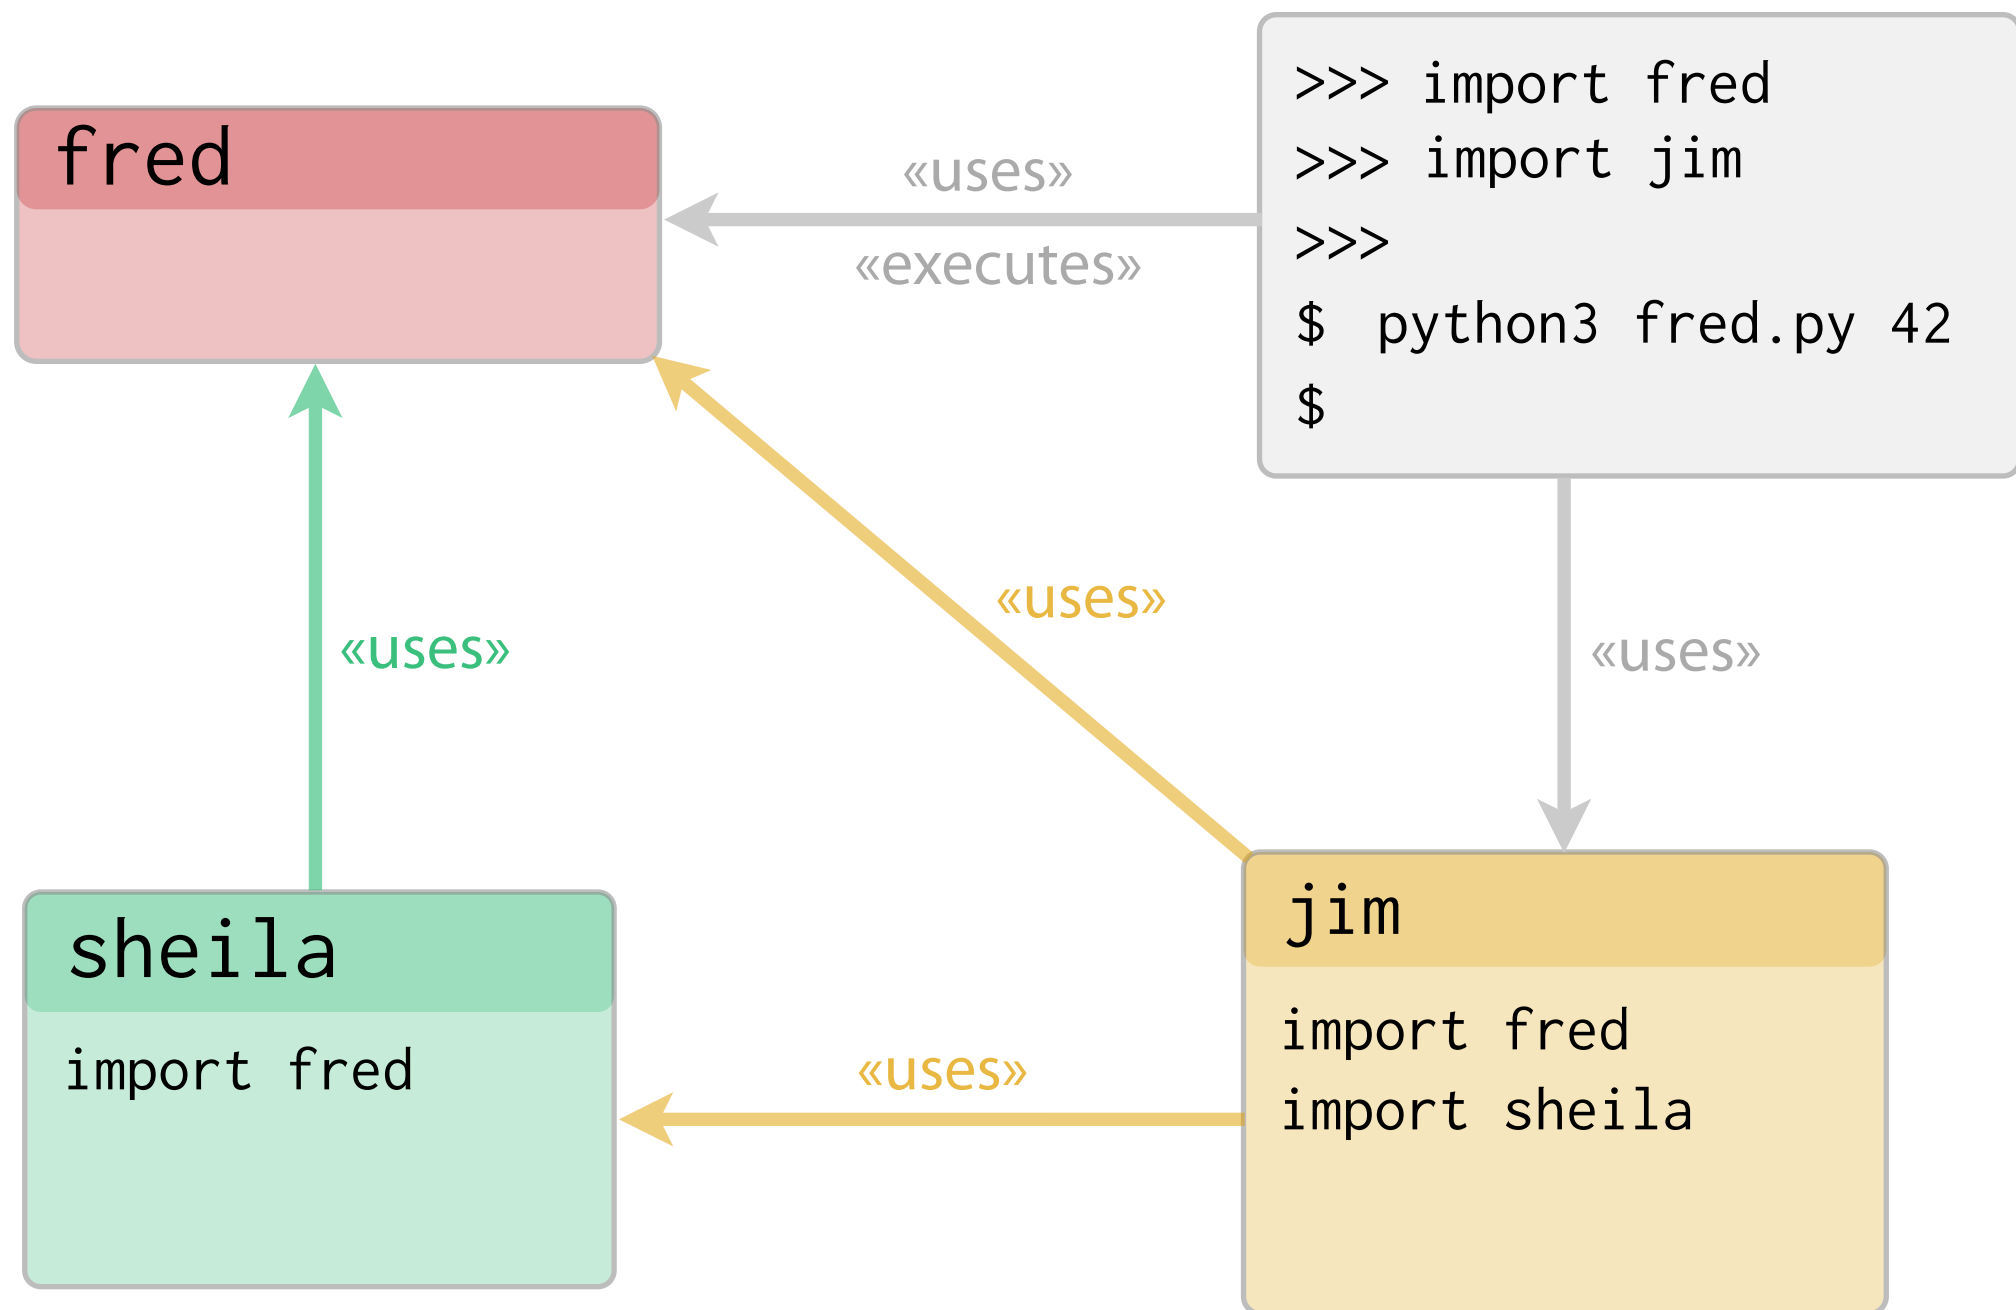 fred
«uses»
«executes»
>>> import fred
>>> import jim
>>>
$ python3 fred.py 42
$
«uses»
«uses»
«uses»
sheila
import fred
«uses»
jim
import fred
import sheila